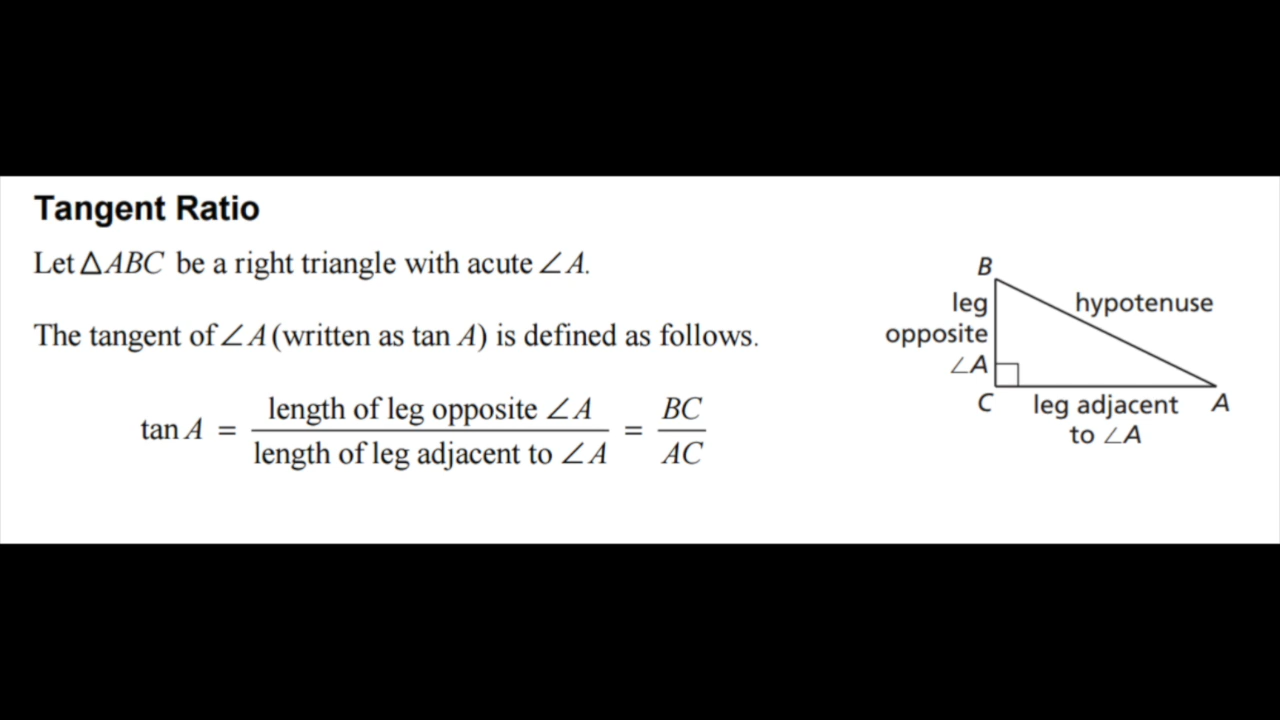 Tangent Ratio
Let △ABC be a right triangle with acute ∠A.
The tangent of ∠A (written as tan A) is defined as follows.
tan A = length of leg opposite ∠A / length of leg adjacent to ∠A = BC / AC
B
leg
opposite
∠A
hypotenuse
C
leg adjacent
to ∠A
A